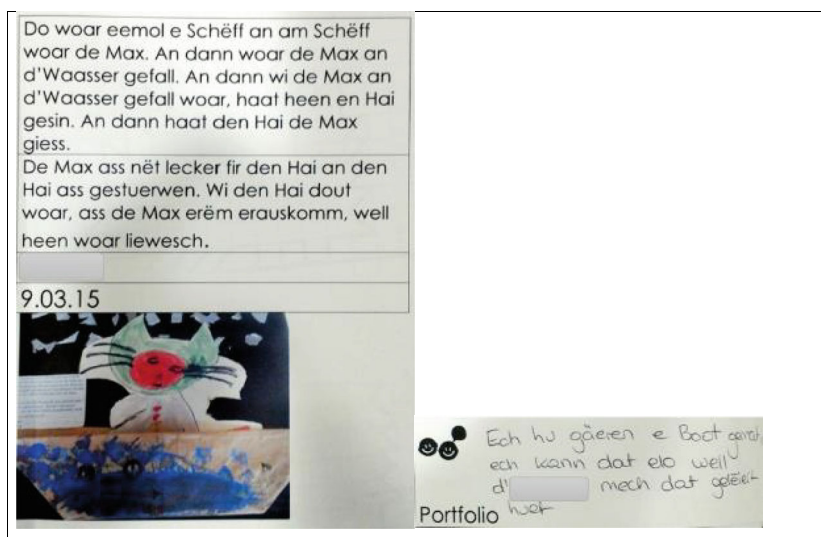 Do woar eemol e Schëff an am Schëff
woar de Max. An dann woar de Max an
d'Waasser gefall. An dann wi de Max an
d'Waasser gefall woar, haat heen en Hai
gesin. An dann haat den Hai de Max
giess.
De Max ass nët lecker fir den Hai an den
Hai ass gestuerwen. Wi den Hai dout
woar, ass de Max erëm erauskomm, well
heen woar liewesch.
9.03.15
Ech hu gäeren e Boot
ech kann dat elo weil
d' mech dat geléiert
huet
Portfolio